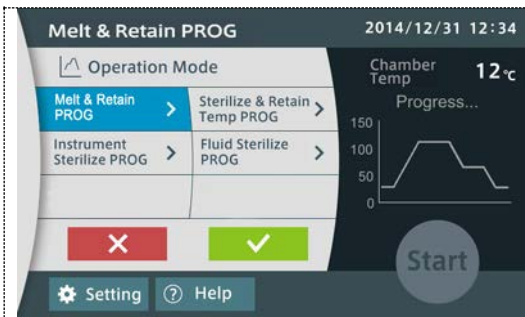 Melt & Retain PROG
2014/12/31 12:34
Operation Mode
Melt & Retain
PROG
Sterilize & Retain
Temp PROG
Instrument
Sterilize PROG
Fluid Sterilize
PROG
Chamber
Temp
12℃
Progress...
150
100
50
0
Start
Setting
? Help